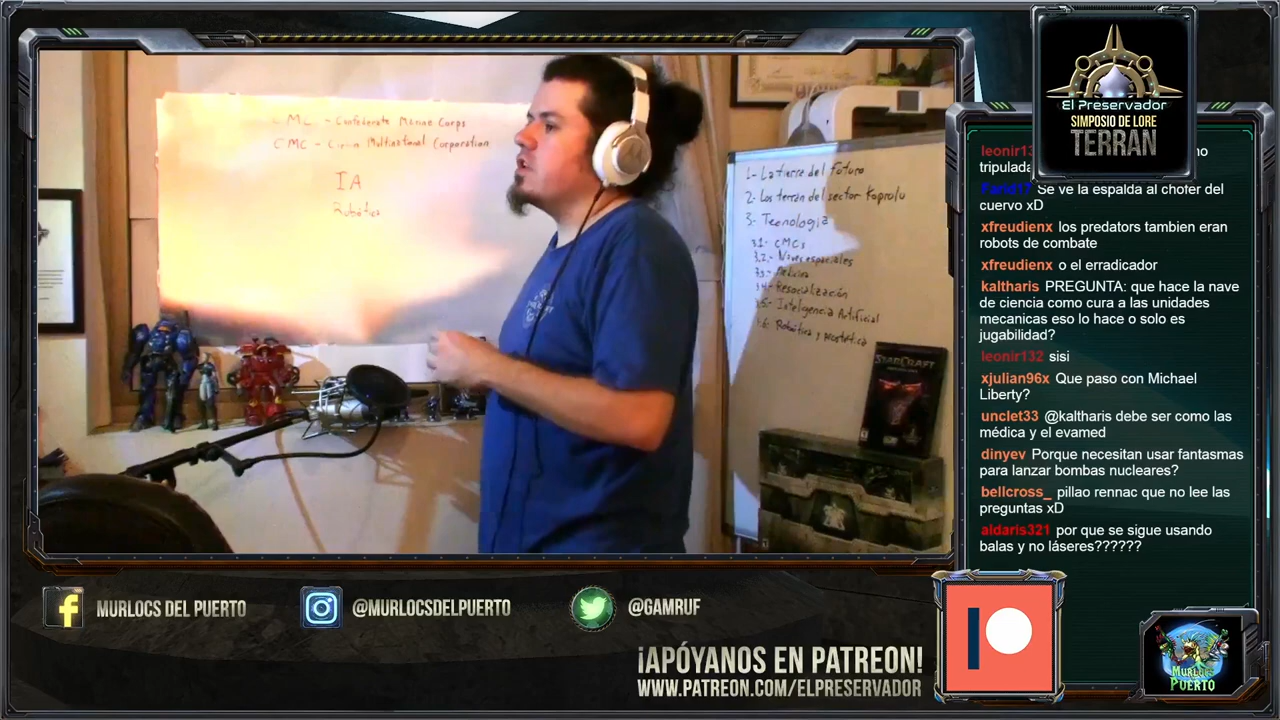 CMC - Confederate Marine Corps
CMC - Multinational Corporation
IA
Robótica
1- La tierra del futuro
2- Los terran del sector Koprulu
3- Tecnología
3.1- CMCs
3.2- Naves espaciales
3.3- Medicina
3.4- Resocialización
3.5- Inteligencia Artificial
3.6- Robótica y prostética
STARCRAFT
El Preservador
SIMPOSIO DE LORE
TERRAN
leonir13 no
tripulada
Farid17 Se ve la espalda al chofer del
cuervo xD
xfreudienx los predators tambien eran
robots de combate
xfreudienx o el erradicador
kaltharis PREGUNTA: que hace la nave
de ciencia como cura a las unidades
mecanicas eso lo hace o solo es
jugabilidad?
leonir132 sisi
xjulian96x Que paso con Michael
Liberty?
unclet33 @kaltharis debe ser como las
médica y el evamed
dinyev Porque necesitan usar fantasmas
para lanzar bombas nucleares?
bellcross_ pillao rennac que no lee las
preguntas xD
aldaris321 por que se sigue usando
balas y no láseres??????
MURLOCS DEL PUERTO
@MURLOCSDELPUERTO
@GAMRUF
¡APÓYANOS EN PATREON!
WWW.PATREON.COM/ELPRESERVADOR
MURLOCS
PUERTO